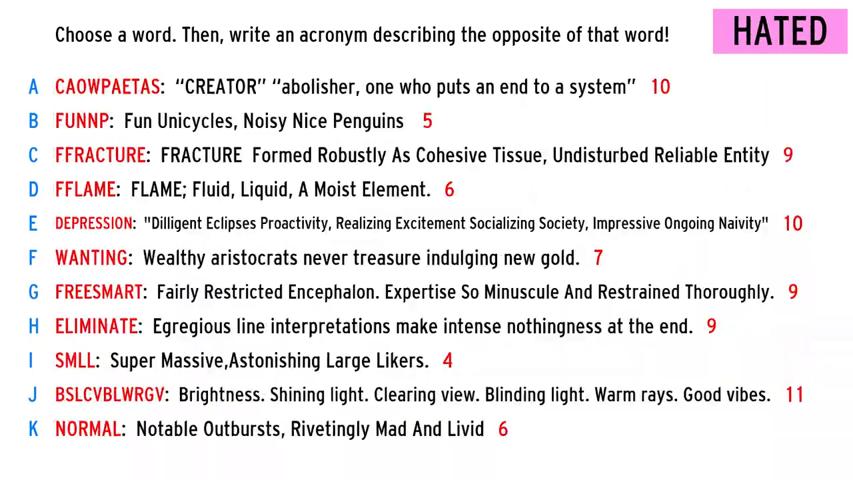 Choose a word. Then, write an acronym describing the opposite of that word!
HATED
A CAOWPAETAS: “CREATOR” “abolisher, one who puts an end to a system” 10
B FUNNP: Fun Unicycles, Noisy Nice Penguins 5
C FFRACTURE: FRACTURE Formed Robustly As Cohesive Tissue, Undisturbed Reliable Entity 9
D FFLAME: FLAME; Fluid, Liquid, A Moist Element. 6
E DEPRESSION: "Dilligent Eclipses Proactivity, Realizing Excitement Socializing Society, Impressive Ongoing Naivity" 10
F WANTING: Wealthy aristocrats never treasure indulging new gold. 7
G FREESMART: Fairly Restricted Encephalon. Expertise So Minuscule And Restrained Thoroughly. 9
H ELIMINATE: Egregious line interpretations make intense nothingness at the end. 9
I SMLL: Super Massive,Astonishing Large Likers. 4
J BSLCVBLWRGV: Brightness. Shining light. Clearing view. Blinding light. Warm rays. Good vibes. 11
K NORMAL: Notable Outbursts, Rivetingly Mad And Livid 6